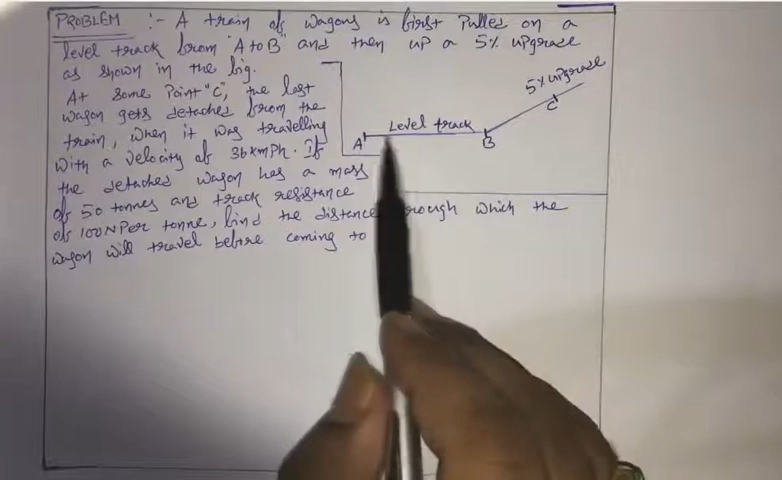 PROBLEM :- A train of wagons is first pulled on a
level track from "A to B" and then up a 5% upgrade
as shown in the fig.
At some Point "C", the last
wagon gets detached from the
train, when it was travelling
with a velocity of 36 kmph. If
the detached wagon has a mass
of 50 tonnes and track resistance
of 100N Per tonne, find the distance through which the
wagon will travel before coming to
5% upgrade
Level track
A
B
C